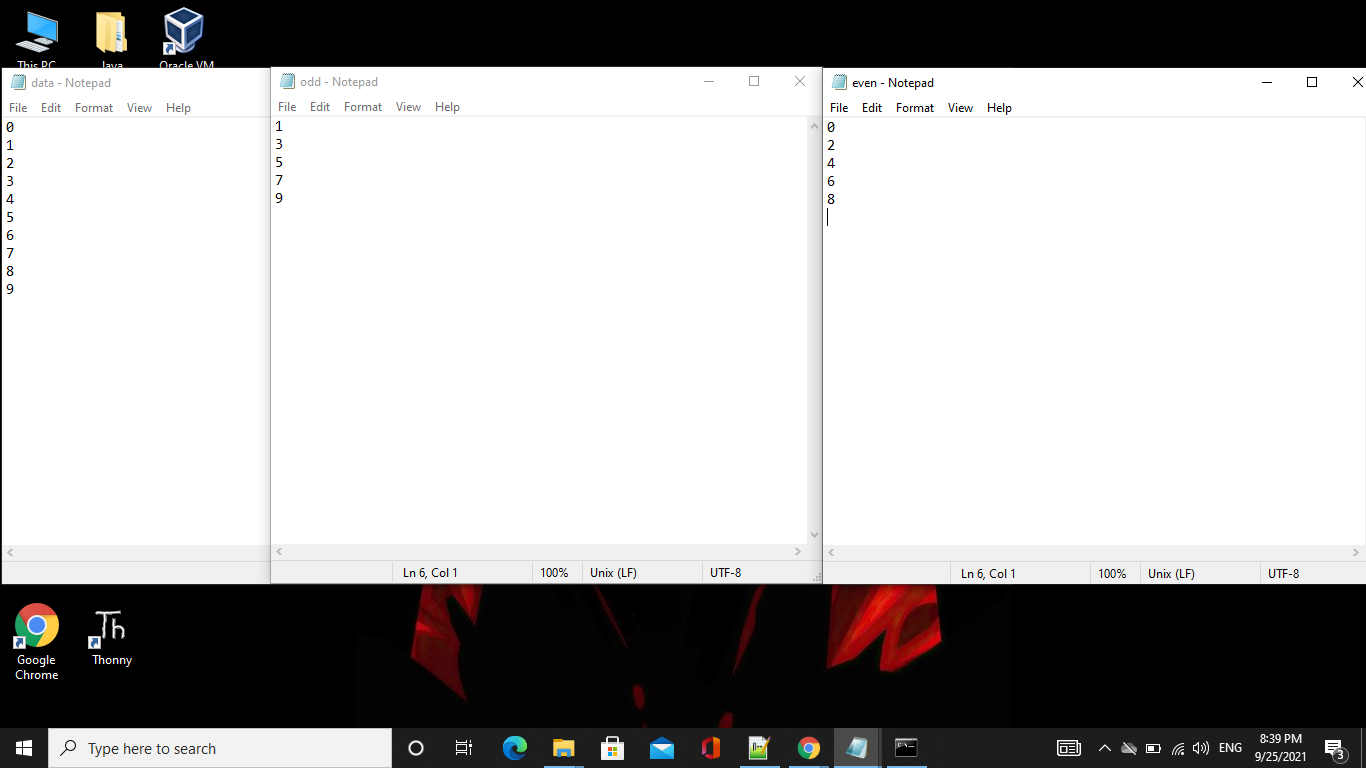 This PC
Java
Oracle VM
data - Notepad
File Edit Format View Help
0
1
2
3
4
5
6
7
8
9
odd - Notepad
File Edit Format View Help
1
3
5
7
9
Ln 6, Col 1 100% Unix (LF) UTF-8
even - Notepad
File Edit Format View Help
0
2
4
6
8
Ln 6, Col 1 100% Unix (LF) UTF-8
Google
Chrome
Th
Thonny
Type here to search
ENG
8:39 PM
9/25/2021
3